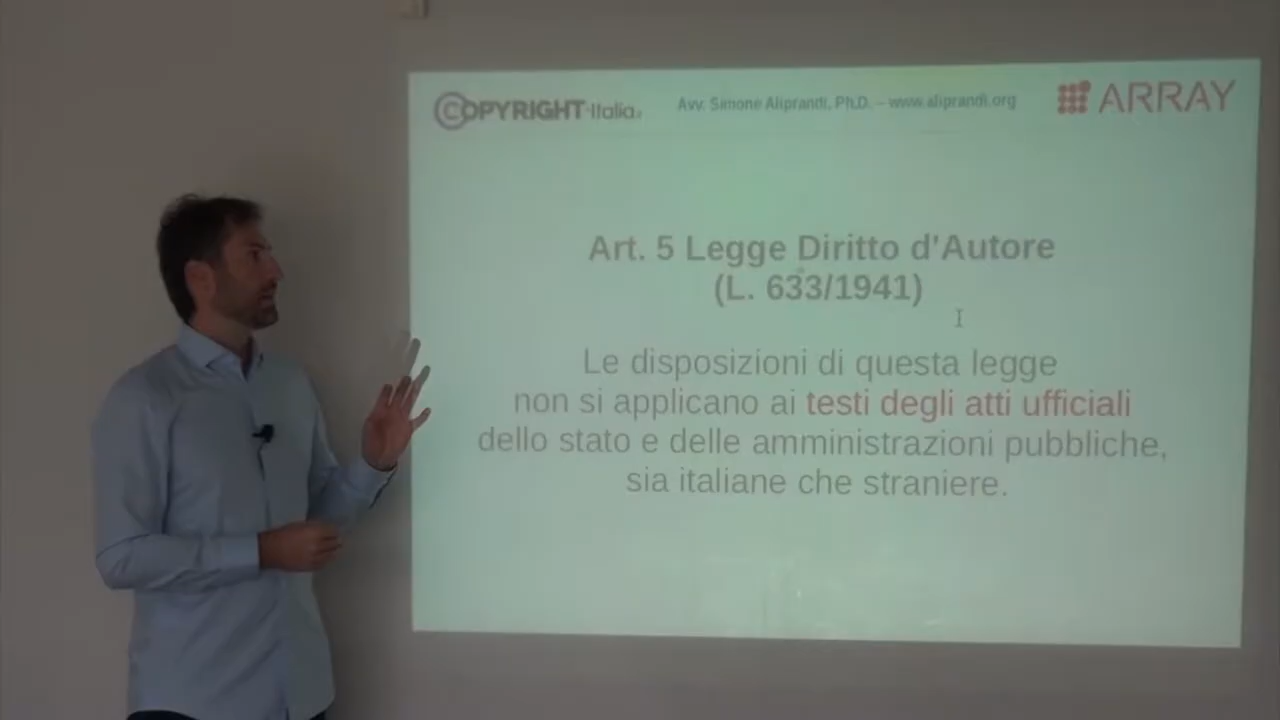 COPYRIGHT-Italia.it
Avv. Simone Aliprandi, Ph.D. – www.aliprandi.org
ARRAY
Art. 5 Legge Diritto d'Autore
(L. 633/1941)
Le disposizioni di questa legge
non si applicano ai testi degli atti ufficiali
dello stato e delle amministrazioni pubbliche,
sia italiane che straniere.